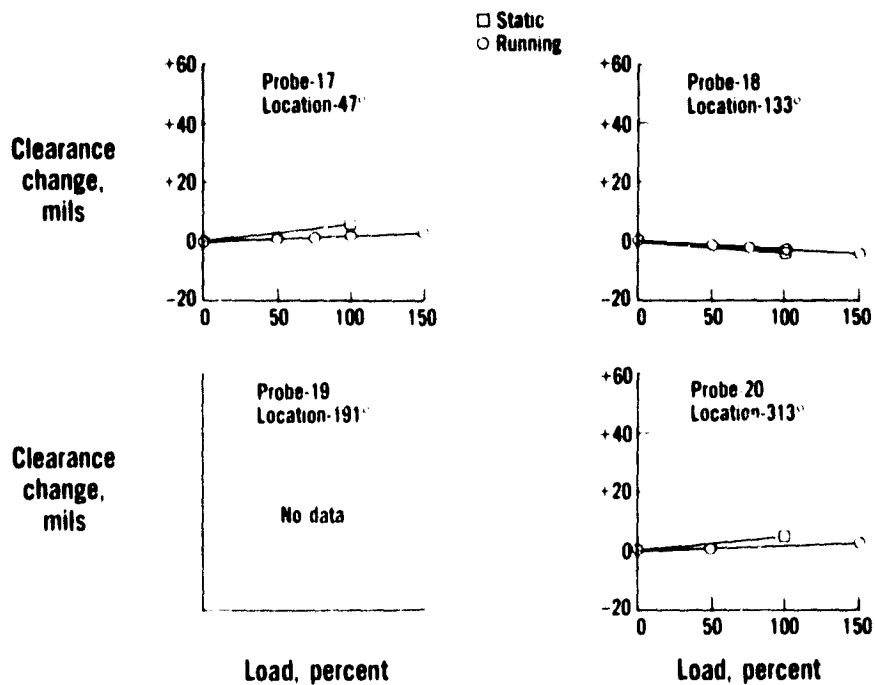 □ Static
○ Running
Probe-17
Location-47°
Clearance
change,
mils
+60
+40
+20
0
-20
0 50 100 150
Probe-18
Location-133°
+60
+40
+20
0
-20
0 50 100 150
Probe-19
Location-191°
Clearance
change,
mils
No data
Load, percent
Probe 20
Location-313°
+60
+40
+20
0
-20
0 50 100 150
Load, percent